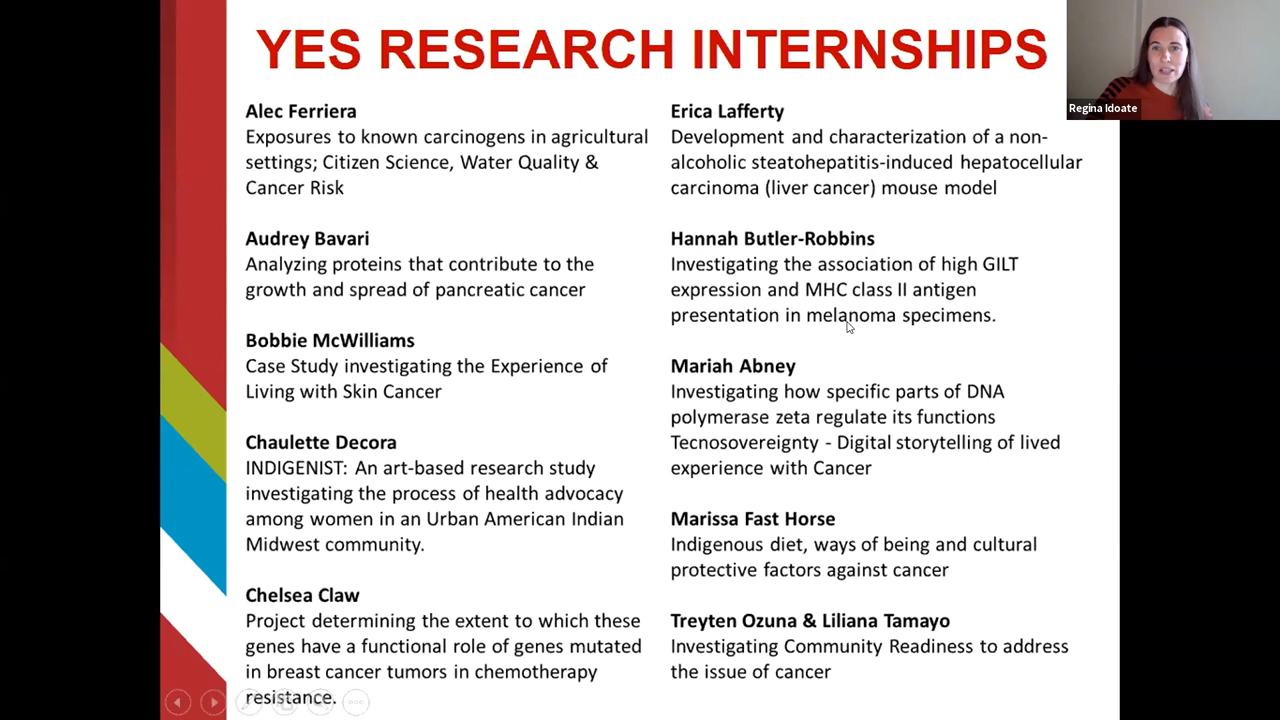 YES RESEARCH INTERNSHIPS
Alec Ferriera
Exposures to known carcinogens in agricultural
settings; Citizen Science, Water Quality &
Cancer Risk
Audrey Bavari
Analyzing proteins that contribute to the
growth and spread of pancreatic cancer
Bobbie McWilliams
Case Study investigating the Experience of
Living with Skin Cancer
Chaulette Decora
INDIGENIST: An art-based research study
investigating the process of health advocacy
among women in an Urban American Indian
Midwest community.
Chelsea Claw
Project determining the extent to which these
genes have a functional role of genes mutated
in breast cancer tumors in chemotherapy
resistance.
Erica Lafferty
Development and characterization of a non-
alcoholic steatohepatitis-induced hepatocellular
carcinoma (liver cancer) mouse model
Hannah Butler-Robbins
Investigating the association of high GILT
expression and MHC class II antigen
presentation in melanoma specimens.
Mariah Abney
Investigating how specific parts of DNA
polymerase zeta regulate its functions
Tecnosovereignty - Digital storytelling of lived
experience with Cancer
Marissa Fast Horse
Indigenous diet, ways of being and cultural
protective factors against cancer
Treyten Ozuna & Liliana Tamayo
Investigating Community Readiness to address
the issue of cancer
Regina Idoate